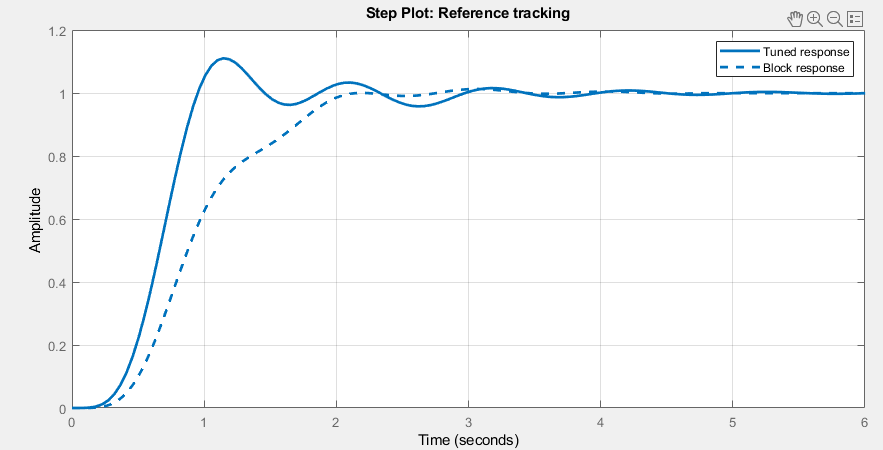 Step Plot: Reference tracking
1.2
1
0.8
0.6
0.4
0.2
0
Amplitude
Tuned response
Block response
0 1 2 3 4 5 6
Time (seconds)